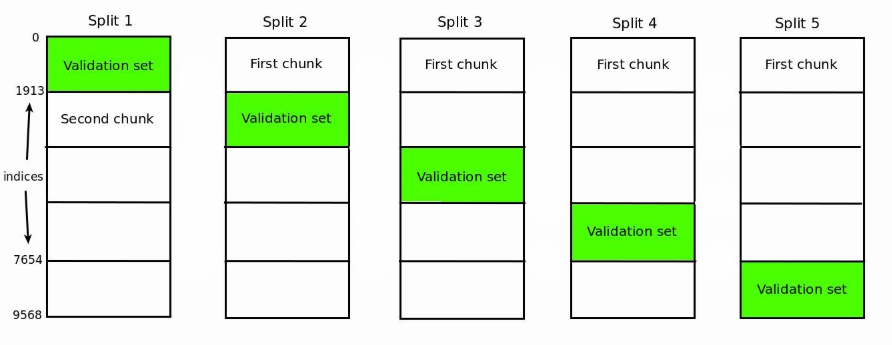 Split 1
Split 2
Split 3
Split 4
Split 5
0
Validation set
First chunk
First chunk
First chunk
First chunk
1913
Second chunk
Validation set
indices
Validation set
Validation set
7654
Validation set
9568